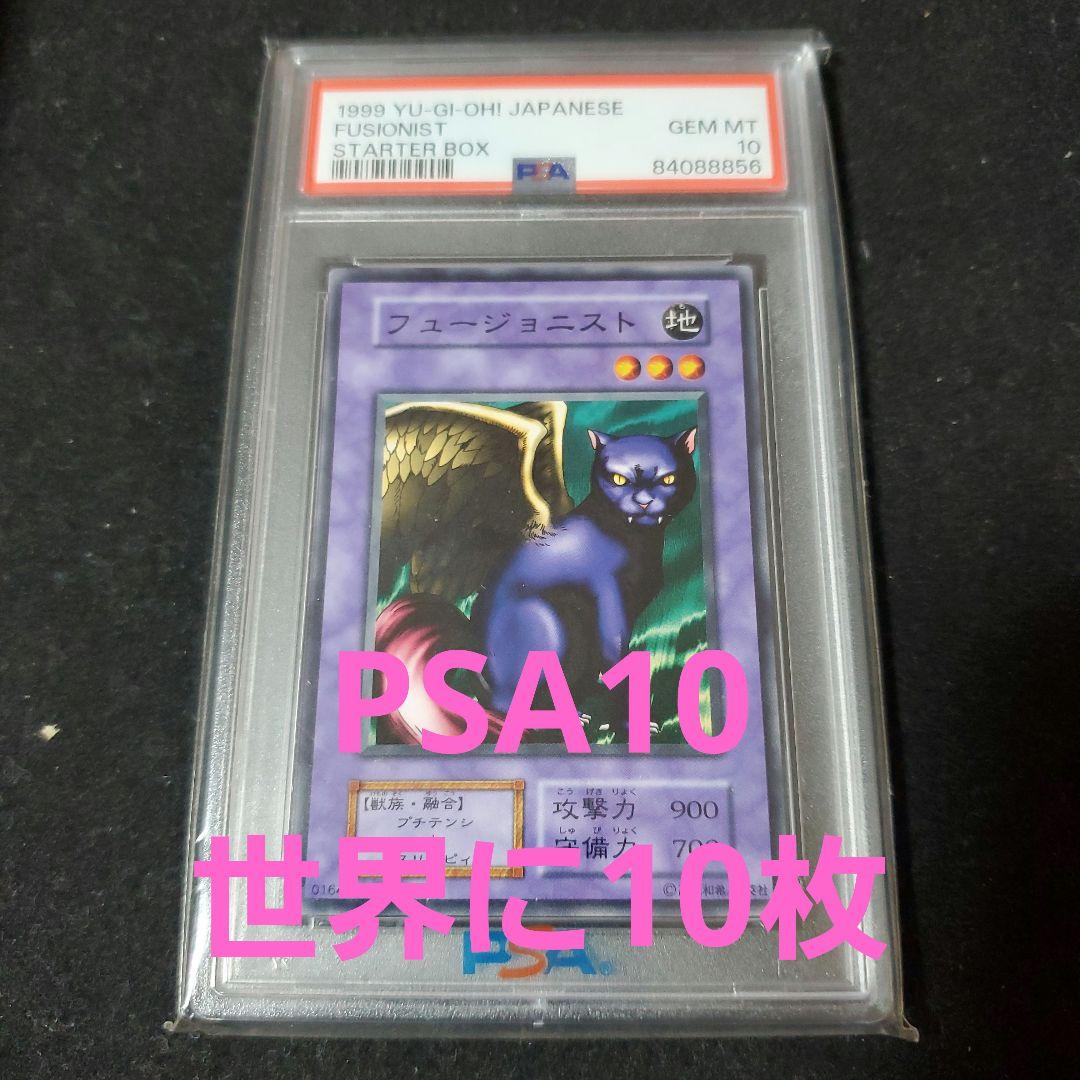 1999 YU-GI-OH! JAPANESE
FUSIONIST GEM MT
STARTER BOX 10
PSA 84088856
フュージョニスト 地
【獣族・融合】
プチテンシ
攻撃力 900
守備力 700
PSA10
世界に10枚
PSA